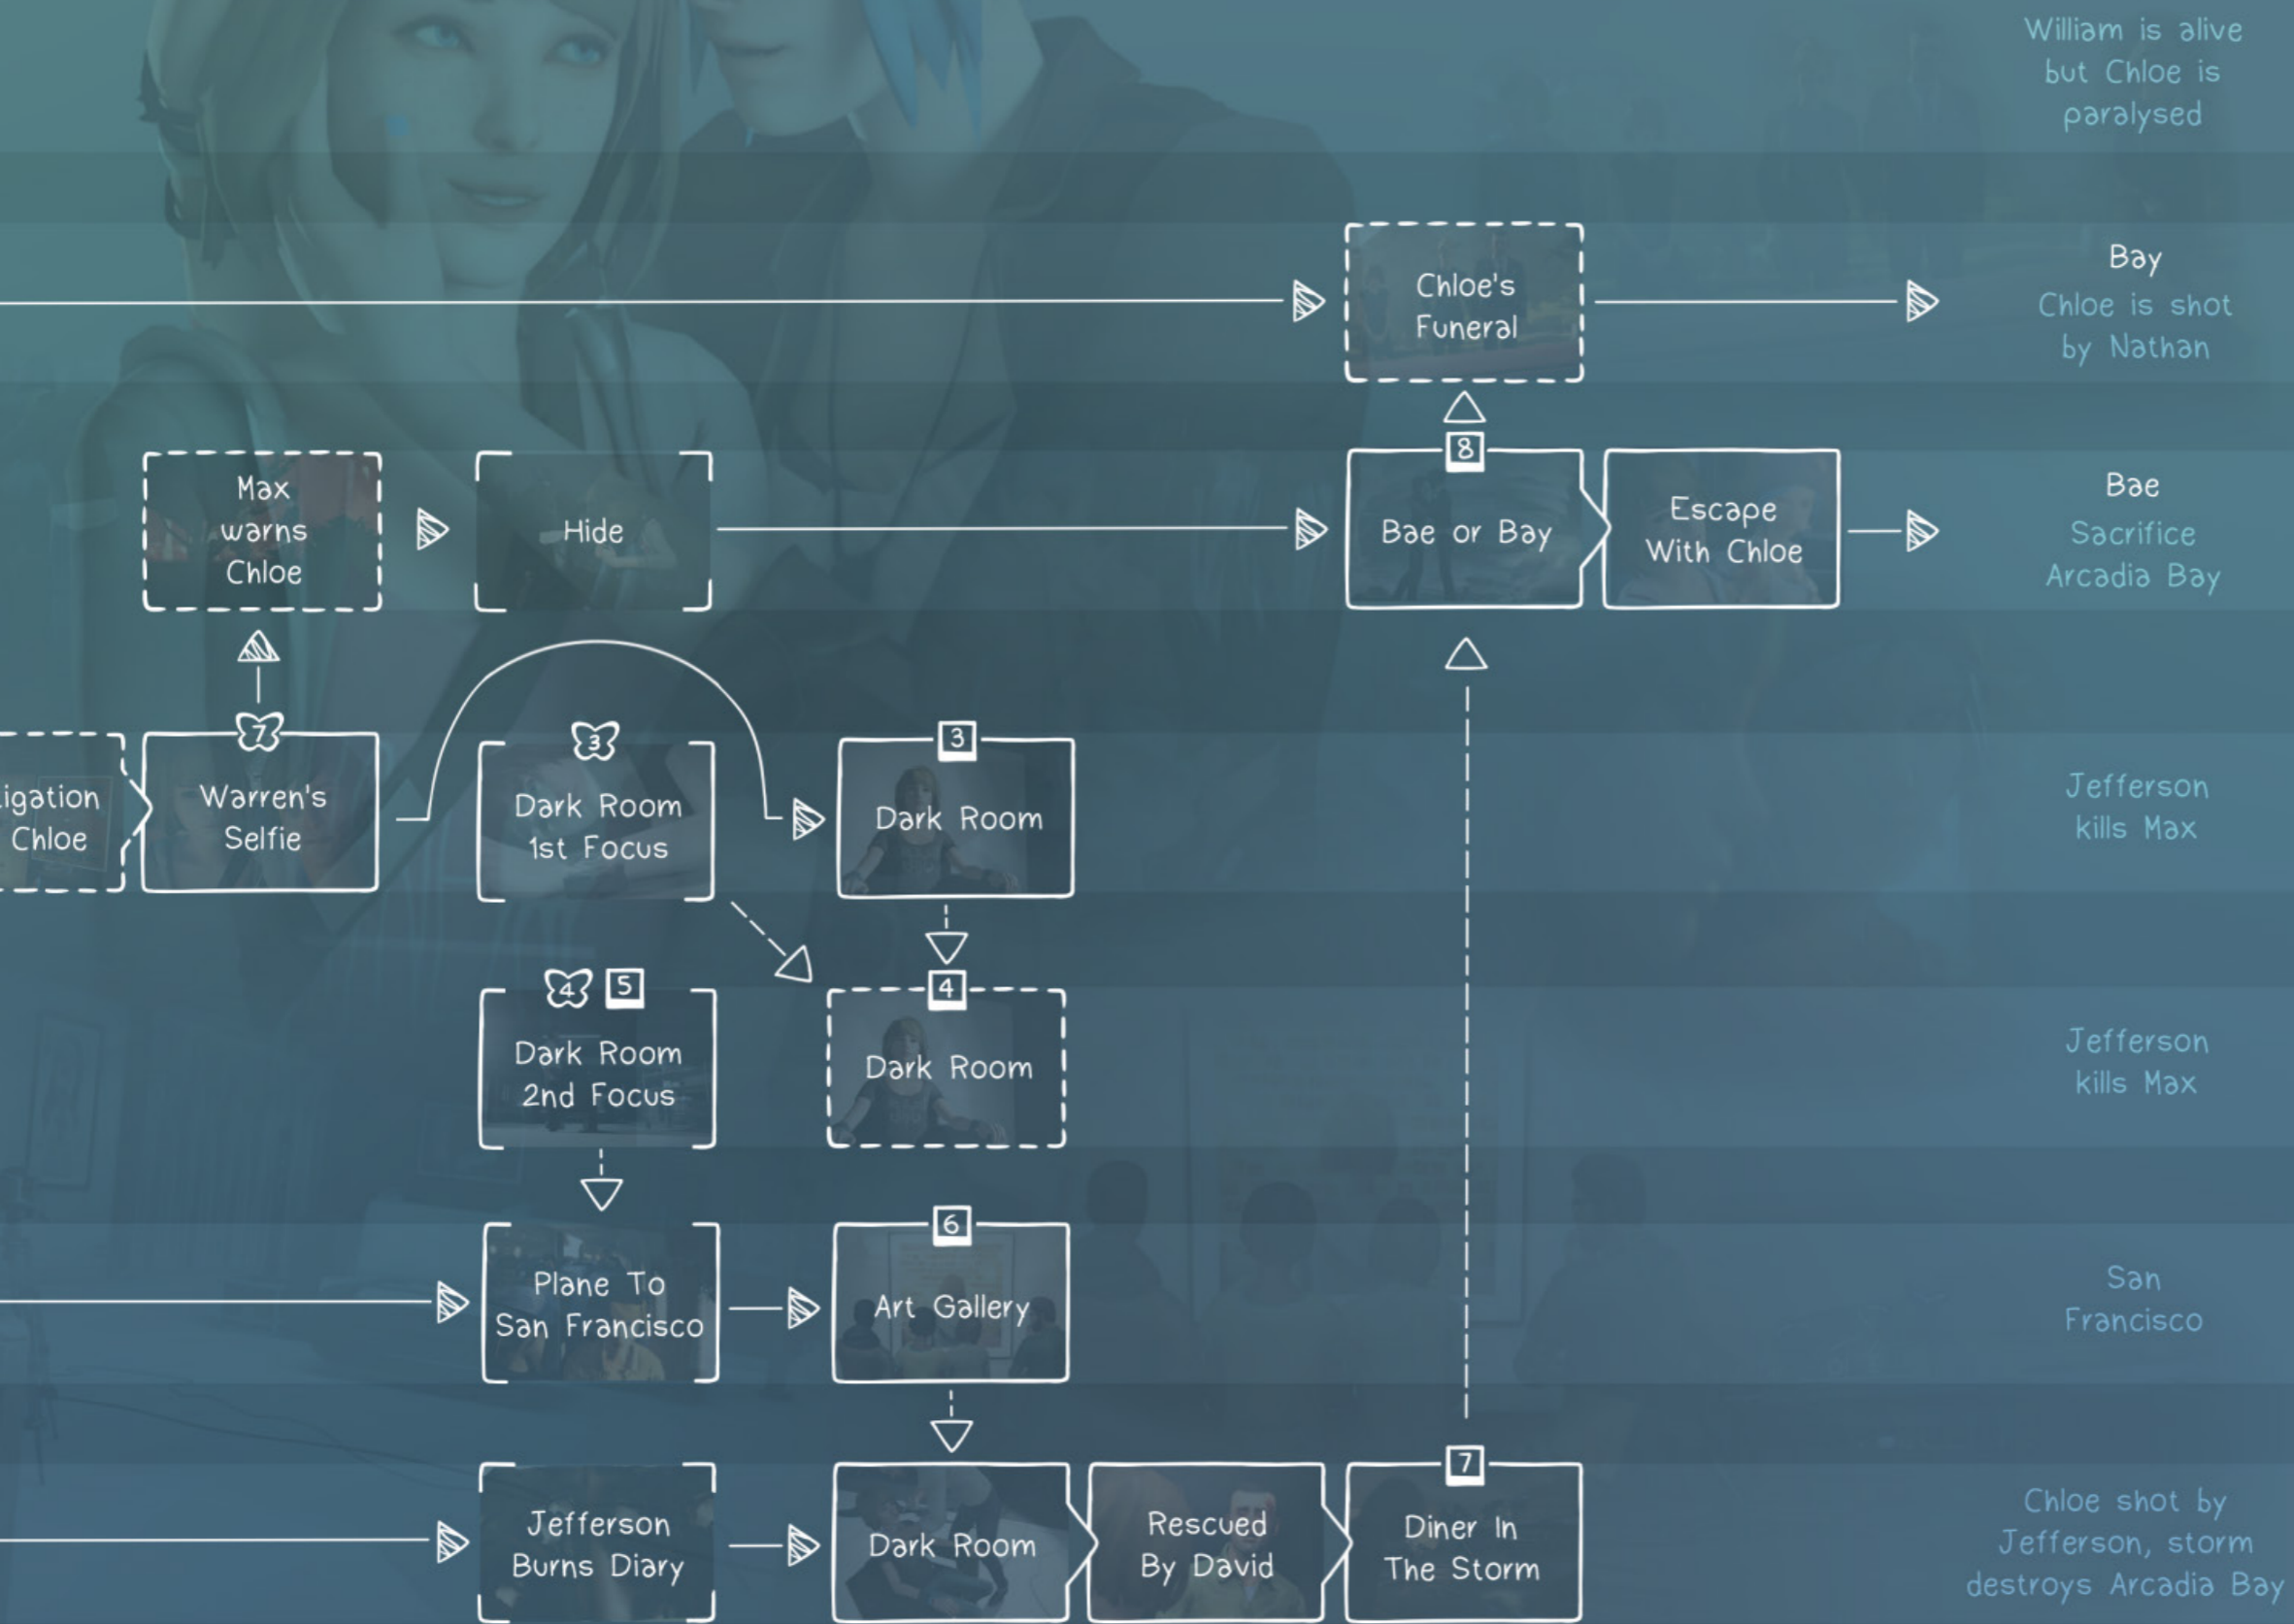 William is alive
but Chloe is
paralysed
Chloe's
Funeral
Bay
Chloe is shot
by Nathan
Max
warns
Chloe
Hide
8
Bae or Bay
Escape
With Chloe
Bae
Sacrifice
Arcadia Bay
igation
Chloe
7
Warren's
Selfie
3
Dark Room
1st Focus
3
Dark Room
Jefferson
kills Max
4
5
Dark Room
2nd Focus
4
Dark Room
Jefferson
kills Max
Plane To
San Francisco
6
Art Gallery
San
Francisco
Jefferson
Burns Diary
Dark Room
Rescued
By David
7
Diner In
The Storm
Chloe shot by
Jefferson, storm
destroys Arcadia Bay